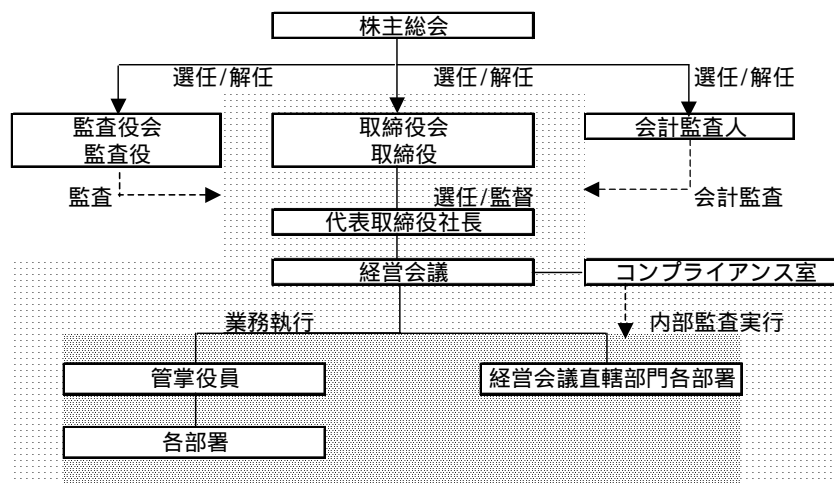 株主総会
選任/解任
選任/解任
選任/解任
監査役会
監査役
取締役会
取締役
会計監査人
監査
選任/監督
会計監査
代表取締役社長
経営会議
コンプライアンス室
業務執行
内部監査実行
管掌役員
経営会議直轄部門各部署
各部署